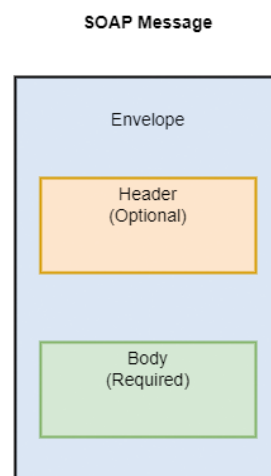 SOAP Message
Envelope
Header
(Optional)
Body
(Required)